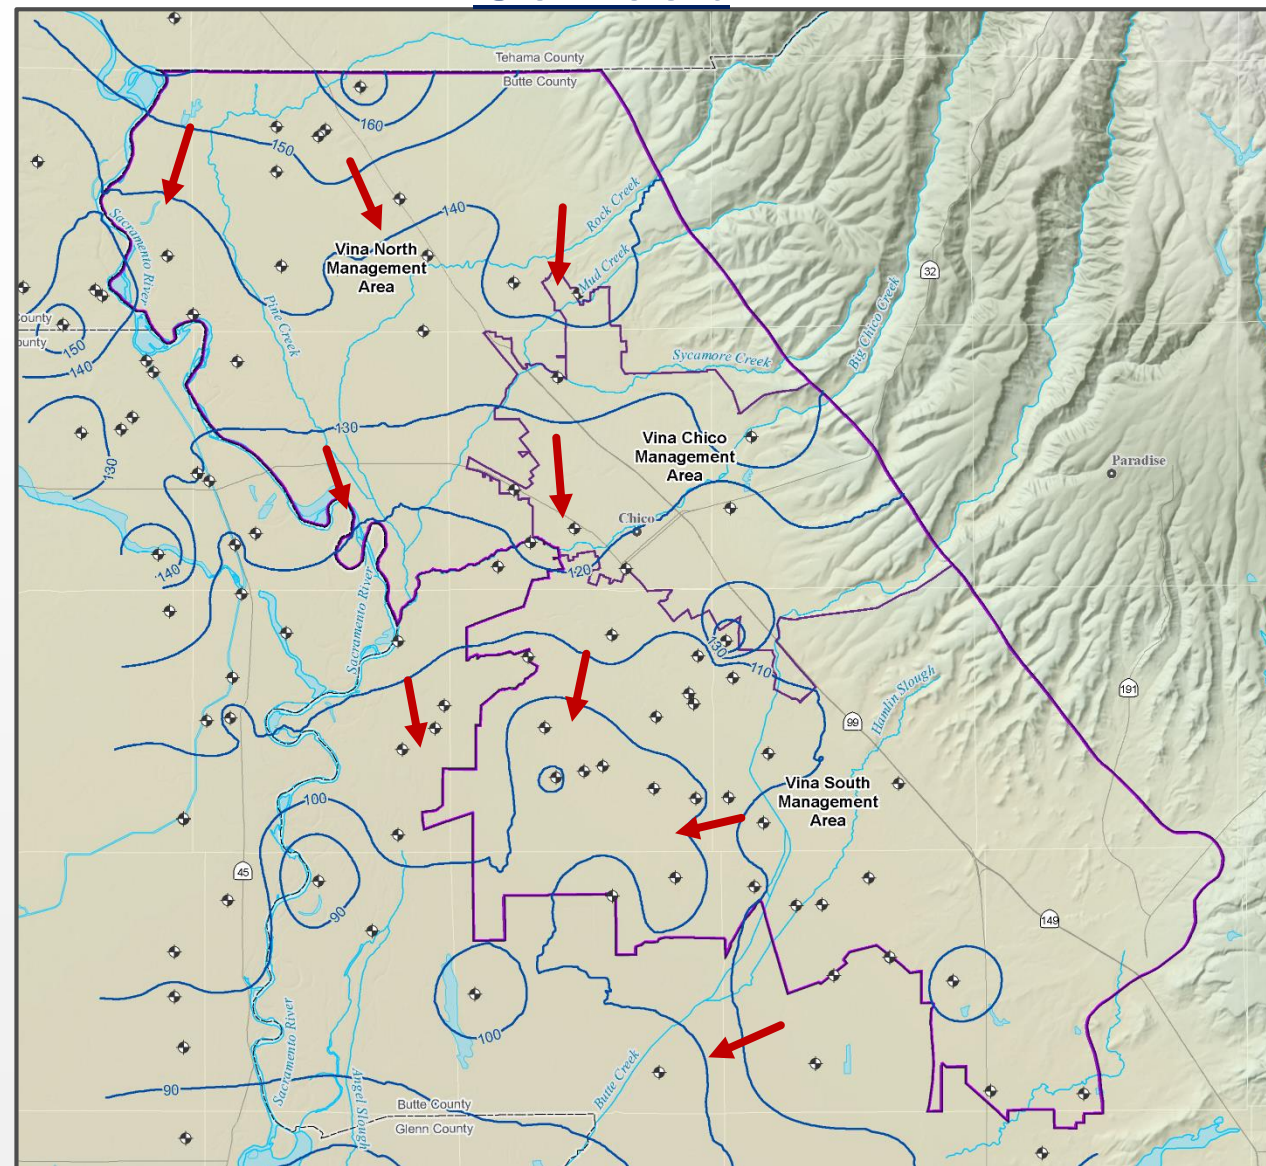 Tehama County
Butte County
160
150
140
Rock Creek
Sacramento River
Vina North
Management
Area
Mud Creek
32
Pine Creek
Big Chico Creek
ounty
ounty
150
140
Sycamore Creek
130
130
Vina Chico
Management
Area
Paradise
Chico
140
120
Sacramento River
130
110
Hamlin Slough
191
99
Vina South
Management
Area
100
45
90
149
100
Sacramento River
Angel Slough
Butte Creek
90
Butte County
Glenn County